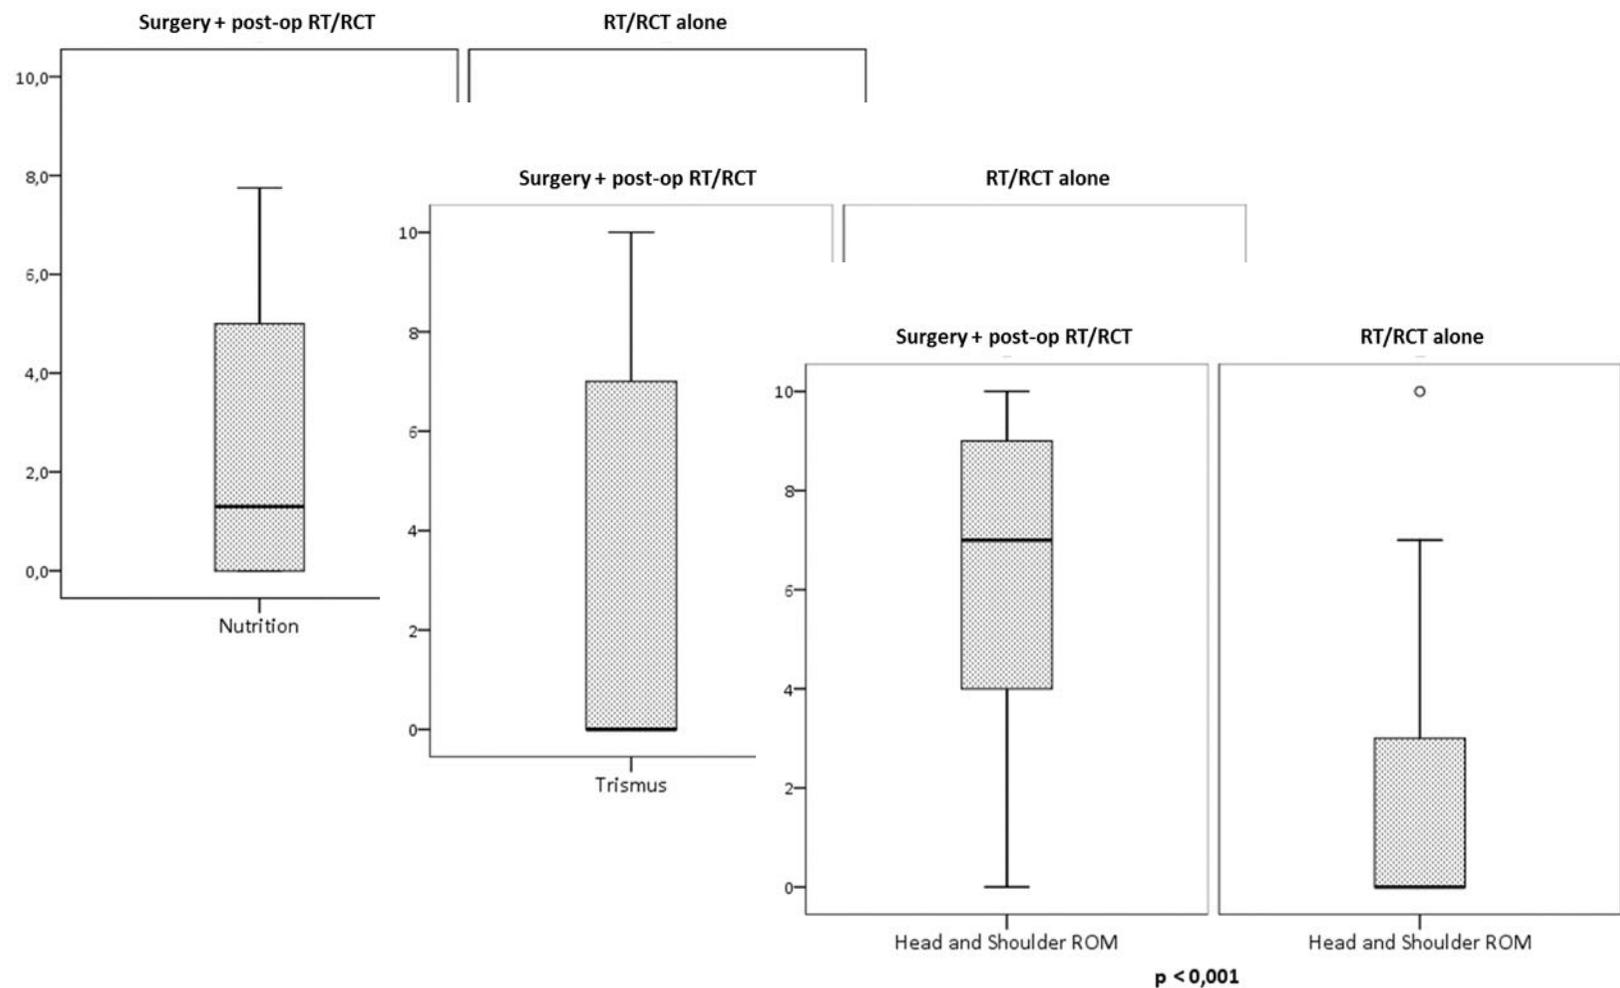 Surgery + post-op RT/RCT
RT/RCT alone
10,0
8,0
6,0
4,0
2,0
0,0
Nutrition
Surgery + post-op RT/RCT
RT/RCT alone
10
8
6
4
2
0
Trismus
Surgery + post-op RT/RCT
RT/RCT alone
10
8
6
4
2
0
Head and Shoulder ROM
Head and Shoulder ROM
p < 0,001